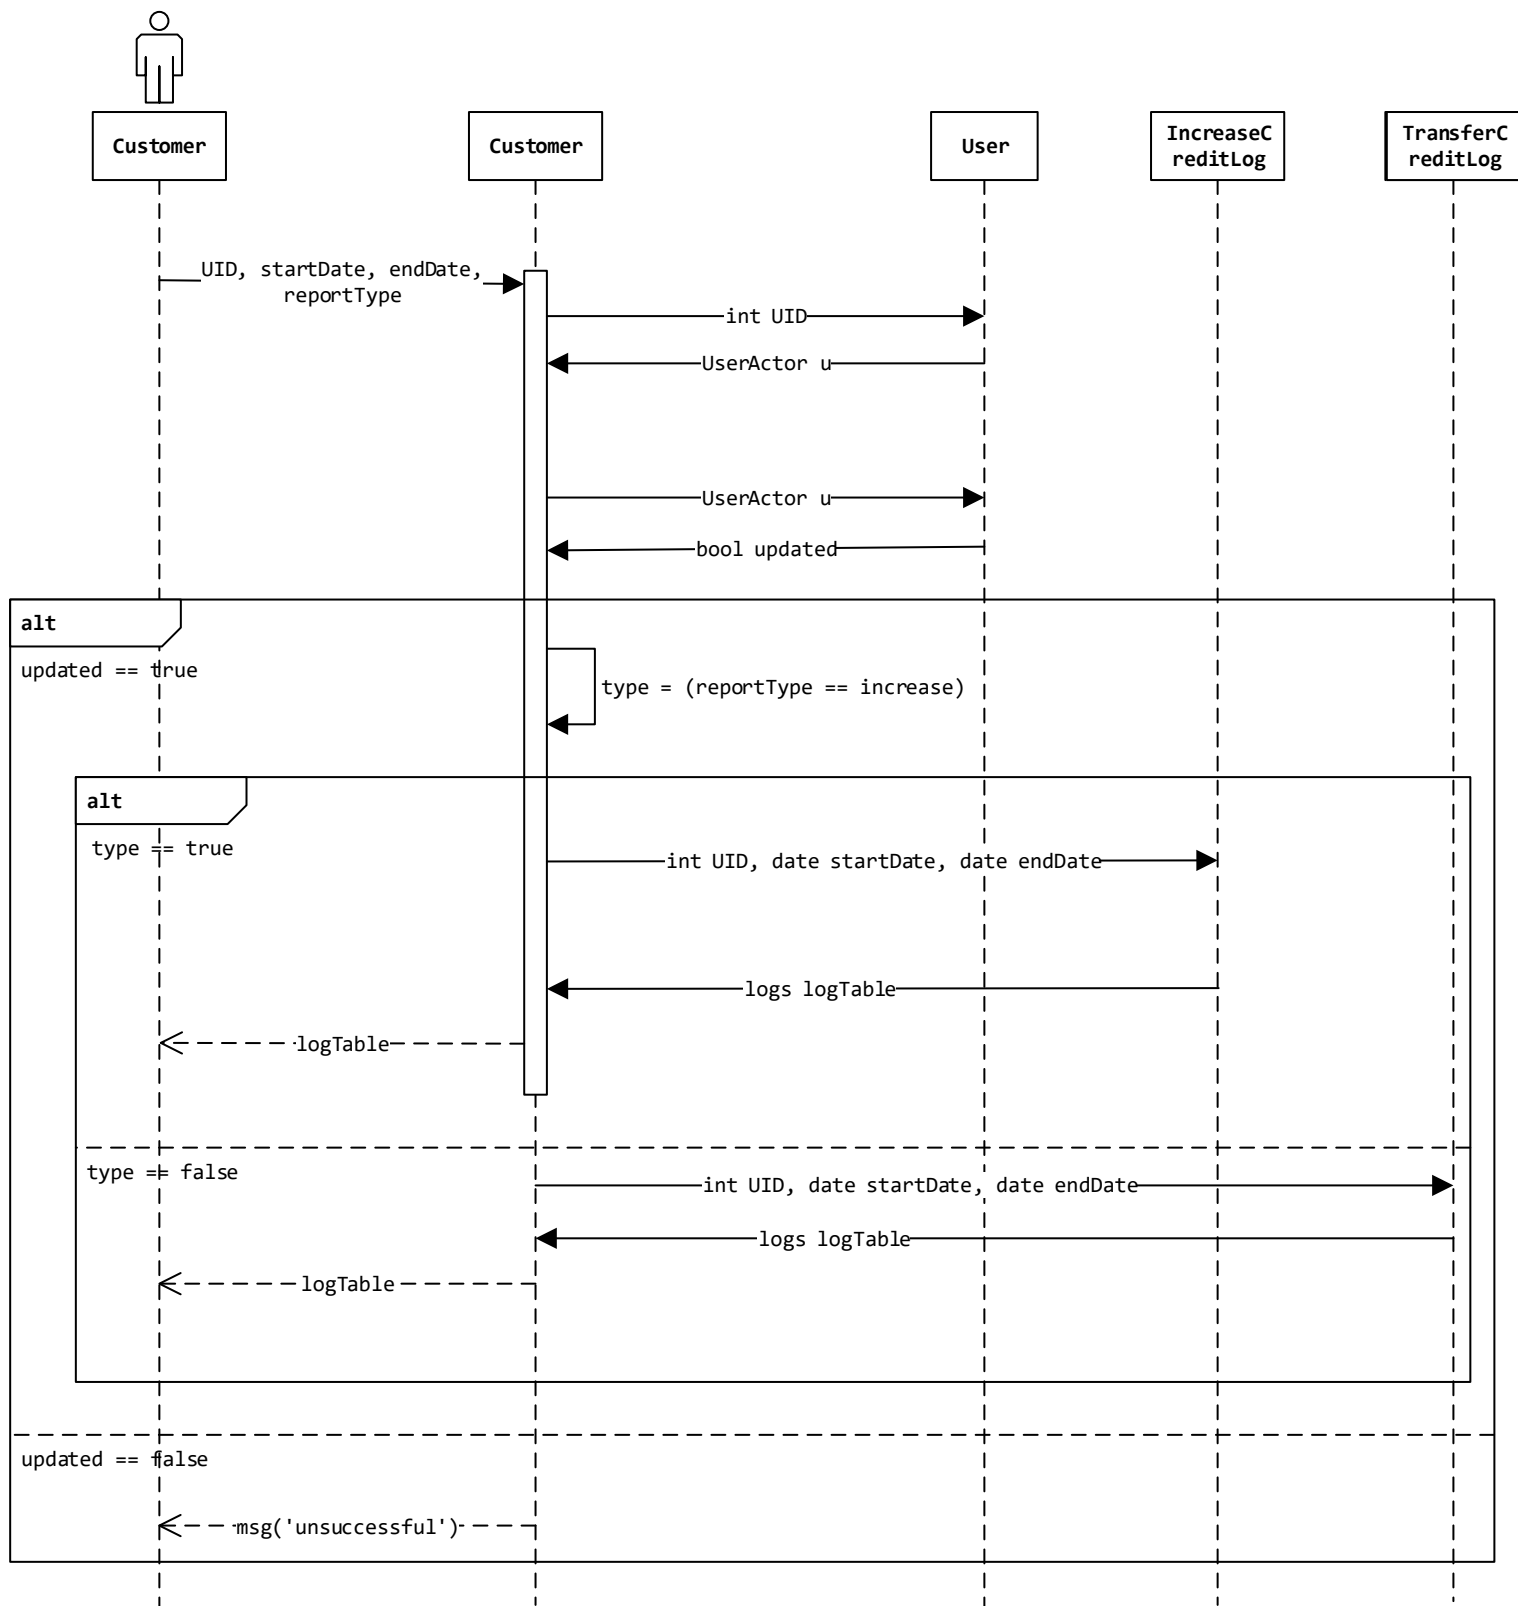 Customer
Customer
User
IncreaseC
reditLog
TransferC
reditLog
UID, startDate, endDate,
reportType
int UID
UserActor u
UserActor u
bool updated
alt
updated == true
type = (reportType == increase)
alt
type == true
int UID, date startDate, date endDate
logs logTable
logTable
type == false
int UID, date startDate, date endDate
logs logTable
logTable
updated == false
msg('unsuccessful')